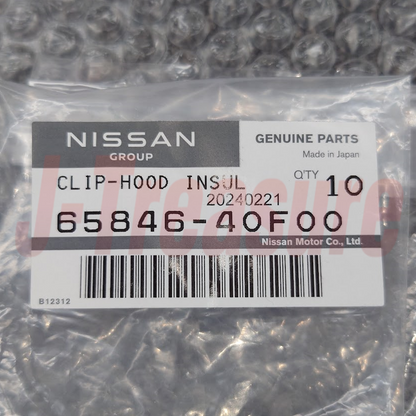 NISSAN
GROUP
GENUINE PARTS
Made in Japan
CLIP-HOOD INSUL
Q'TY 10
20240221
65846-40F00
Nissan Motor Co., Ltd.
B12312
J-Treasure